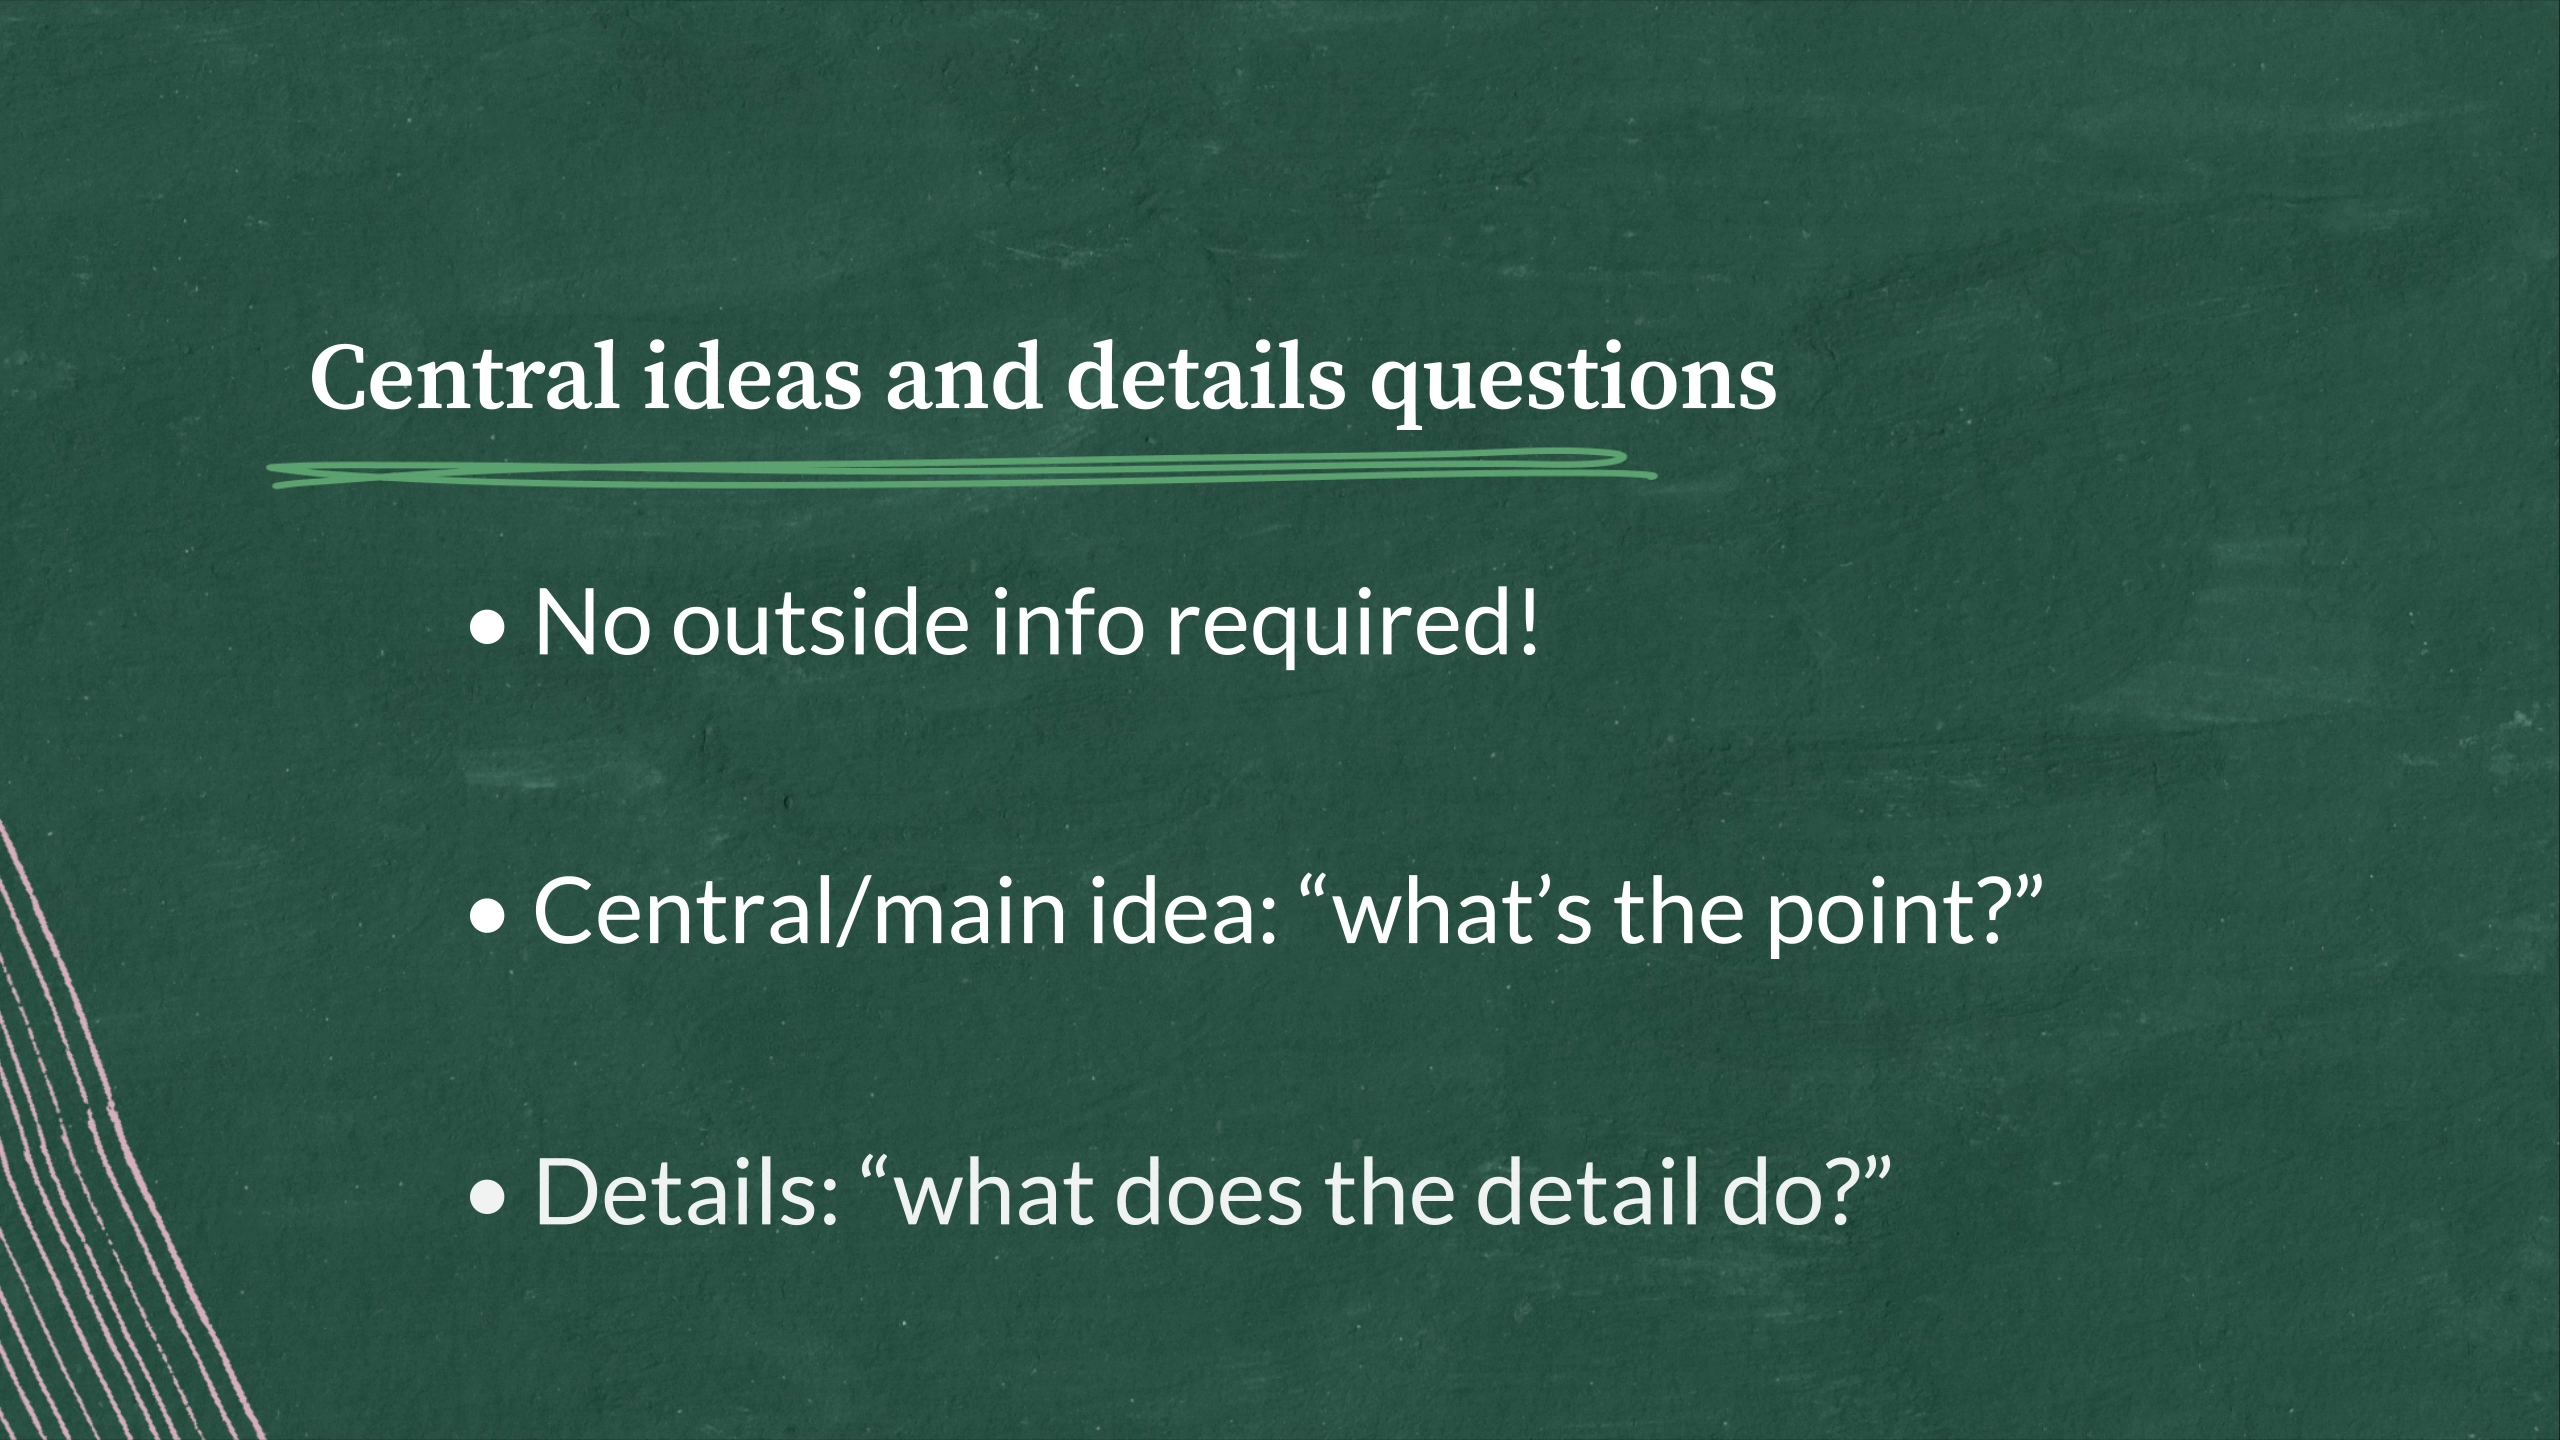 Central ideas and details questions
• No outside info required!
• Central/main idea: “what’s the point?”
• Details: “what does the detail do?”